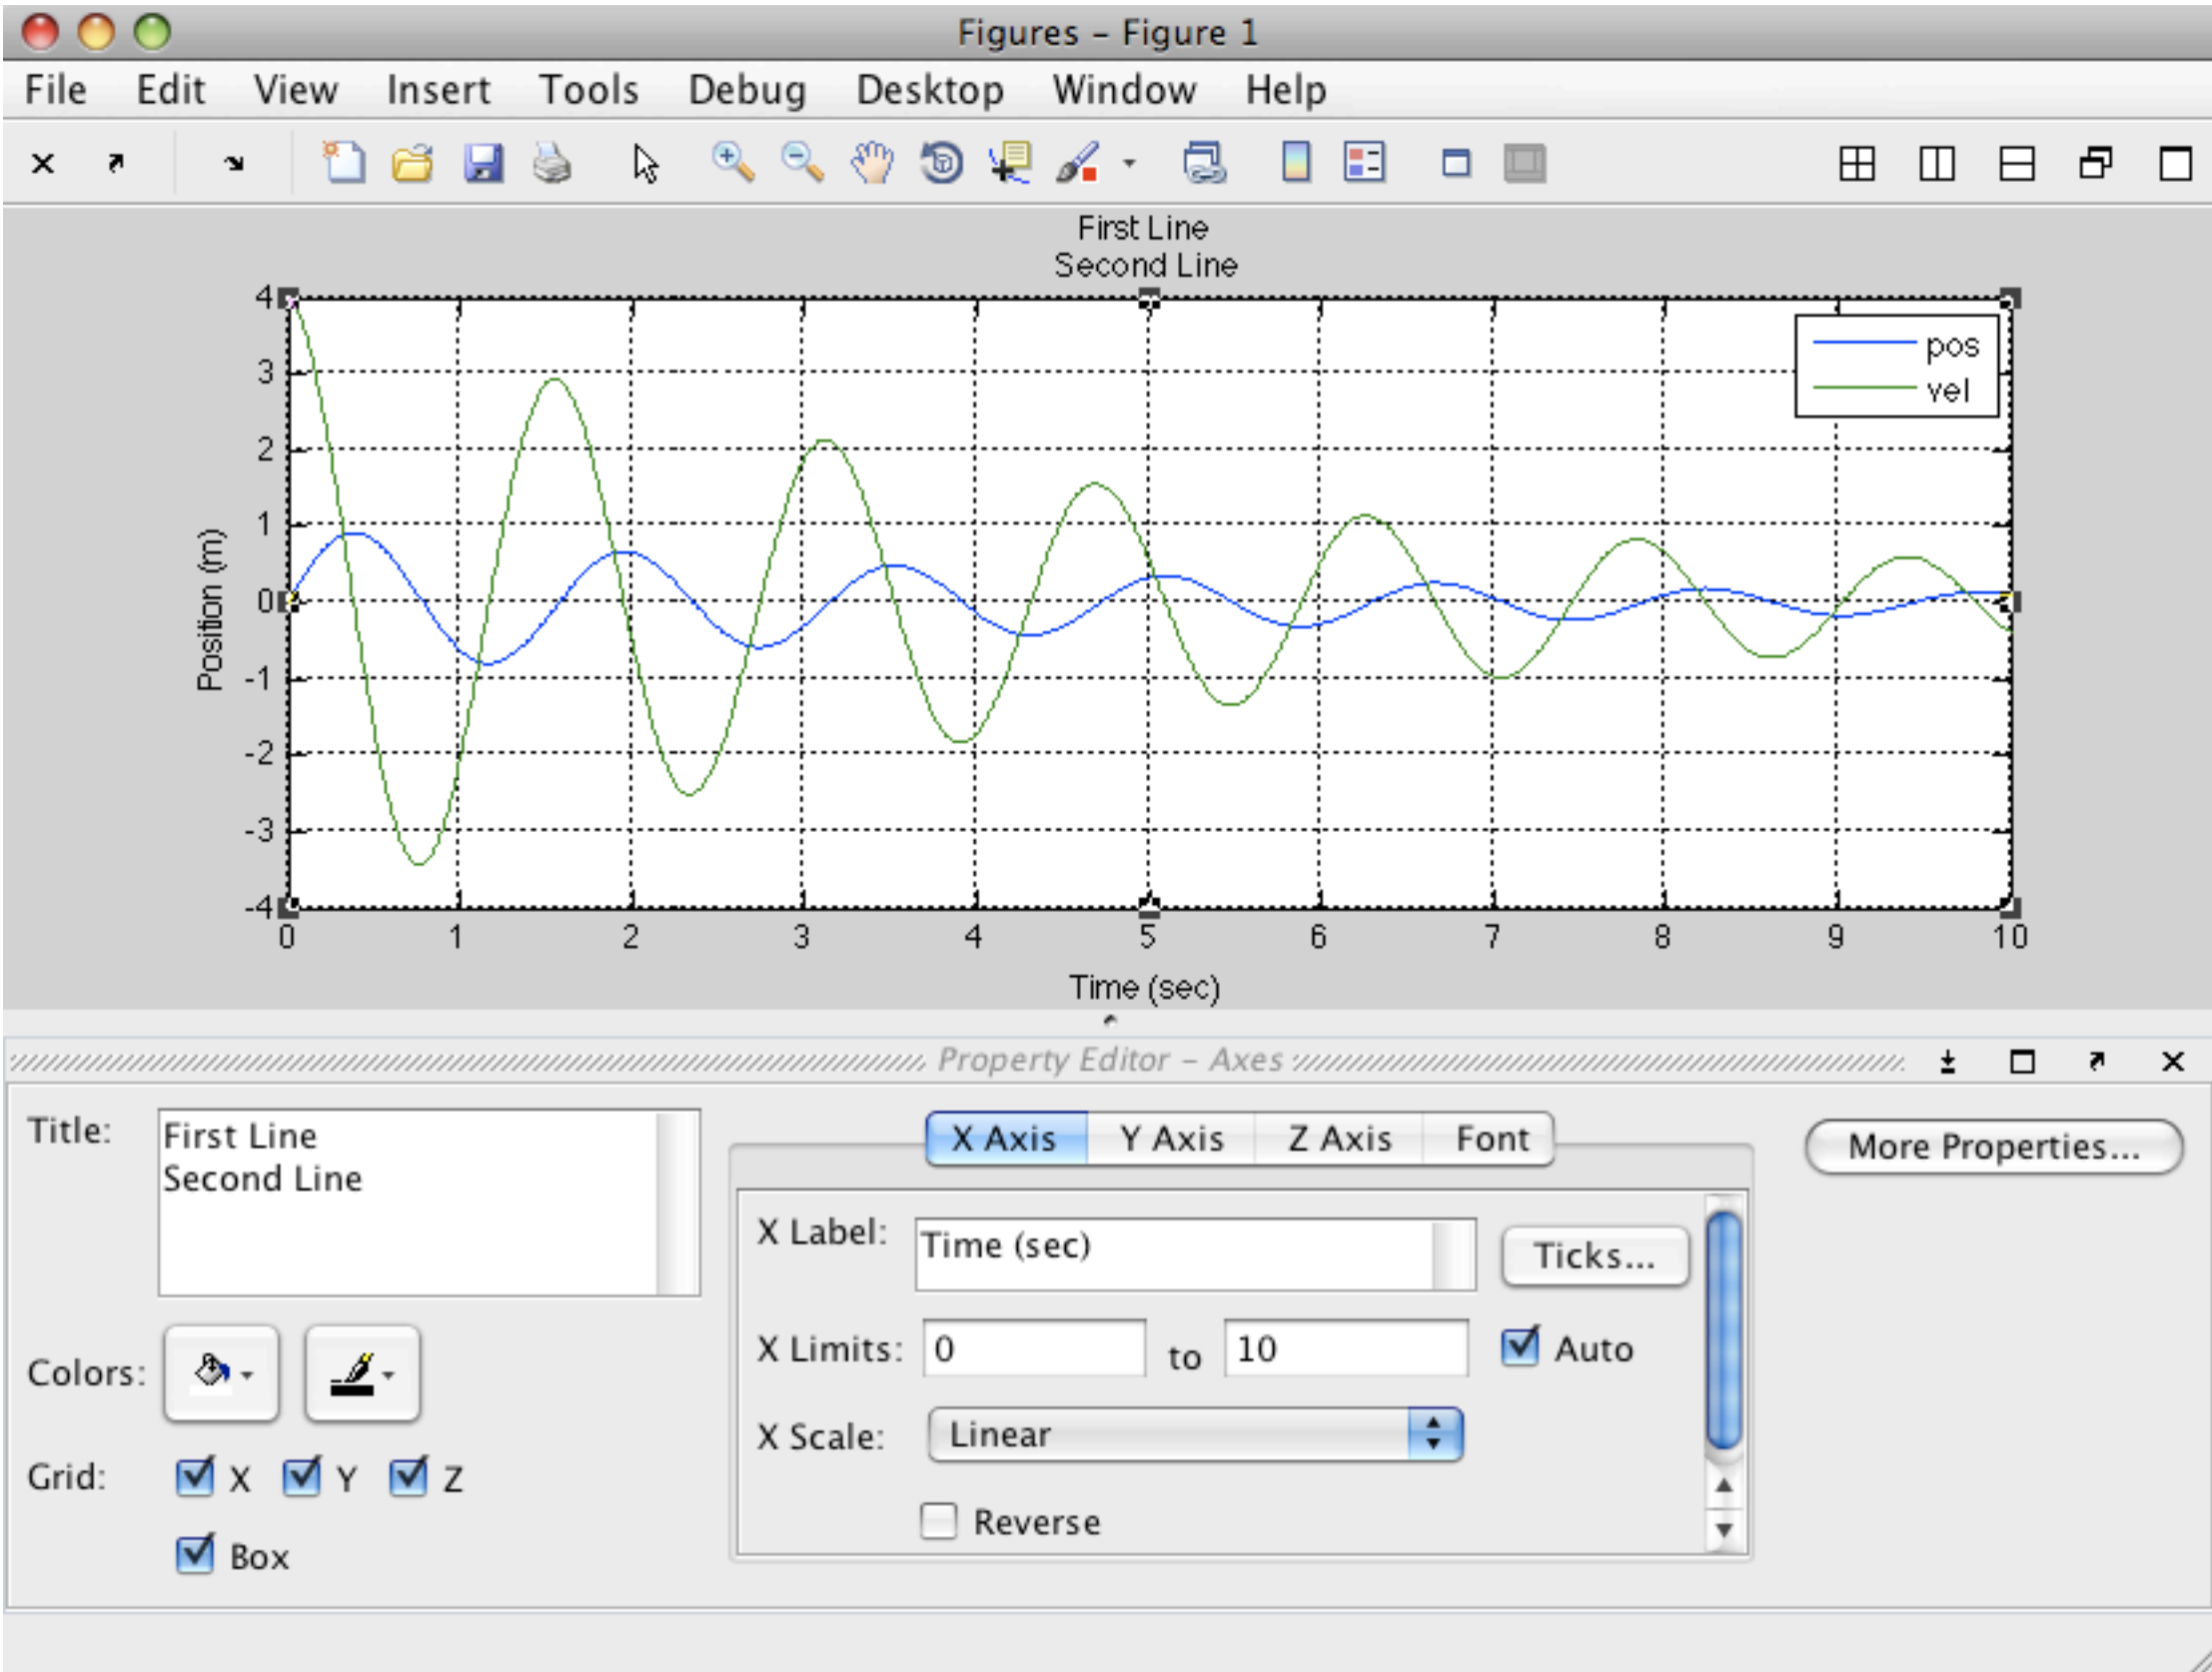 Figures – Figure 1
File Edit View Insert Tools Debug Desktop Window Help
First Line
Second Line
4
3
2
1
0
-1
-2
-3
-4
Position (m)
pos
vel
0 1 2 3 4 5 6 7 8 9 10
Time (sec)
Property Editor – Axes
Title:
First Line
Second Line
Colors:
Grid: X Y Z
Box
X Axis Y Axis Z Axis Font
X Label: Time (sec) Ticks...
X Limits: 0 to 10 Auto
X Scale: Linear
Reverse
More Properties...